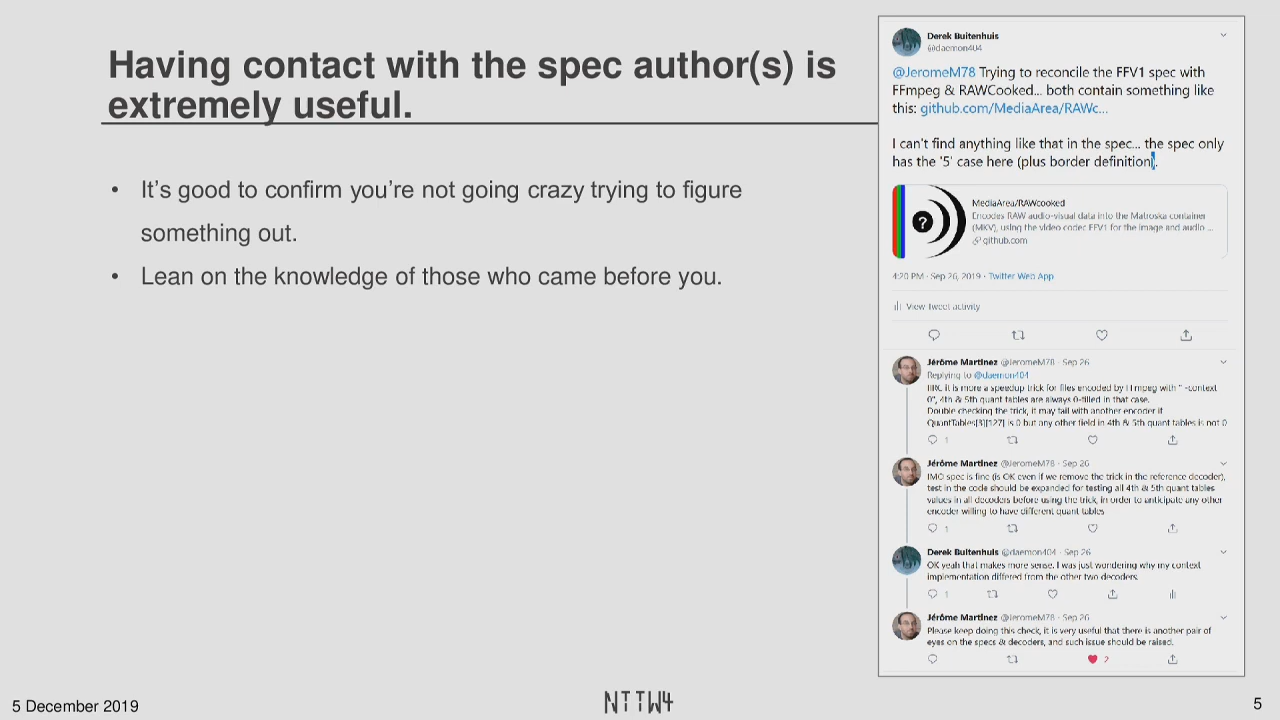 Having contact with the spec author(s) is
extremely useful.
• It’s good to confirm you’re not going crazy trying to figure
something out.
• Lean on the knowledge of those who came before you.
Derek Buitenhuis
@daemon404
@JeromeM78 Trying to reconcile the FFV1 spec with
FFmpeg & RAWCooked... both contain something like
this: github.com/MediaArea/RAWc...
I can't find anything like that in the spec... the spec only
has the '5' case here (plus border definition).
MediaArea/RAWcooked
Encodes RAW audio-visual data into the Matroska container
(MKV), using the video codec FFV1 for the image and audio ...
github.com
4:20 PM · Sep 26, 2019 · Twitter Web App
View Tweet activity
Jérôme Martinez @JeromeM78 · Sep 26
Replying to @daemon404
IIRC it is more a speedup trick for files encoded by FFmpeg with " -context
0", 4th & 5th quant tables are always 0-filled in that case.
Double checking the trick, it may fail with another encoder if
QuantTables[3][127] is 0 but any other field in 4th & 5th quant tables is not 0
1
Jérôme Martinez @JeromeM78 · Sep 26
IMO spec is fine (is OK even if we remove the trick in the reference decoder),
test in the code should be expanded for testing all 4th & 5th quant tables
values in all decoders before using the trick, in order to anticipate any other
encoder willing to have different quant tables
1
Derek Buitenhuis @daemon404 · Sep 26
OK yeah that makes more sense. I was just wondering why my context
implementation differed from the other two decoders.
1
Jérôme Martinez @JeromeM78 · Sep 26
Please keep doing this check, it is very useful that there is another pair of
eyes on the specs & decoders, and such issue should be raised.
2
5 December 2019
NTTW4
5